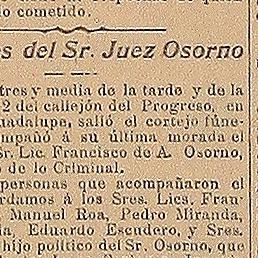 lo cometido.
es del Sr. Juez Osorno
tres y media de la tarde y de la
2 del callejón del Progreso, en
uadalupe, salió el cortejo fúne-
mpañó á su última morada el
Sr. Lic. Francisco de A. Osorno,
o de lo Criminal.
personas que acompañaron el
rdamos á los Sres. Lics. Fran-
Manuel Roa, Pedro Miranda,
ia, Eduardo Escudero, y Sres.
hijo político del Sr. Osorno, que